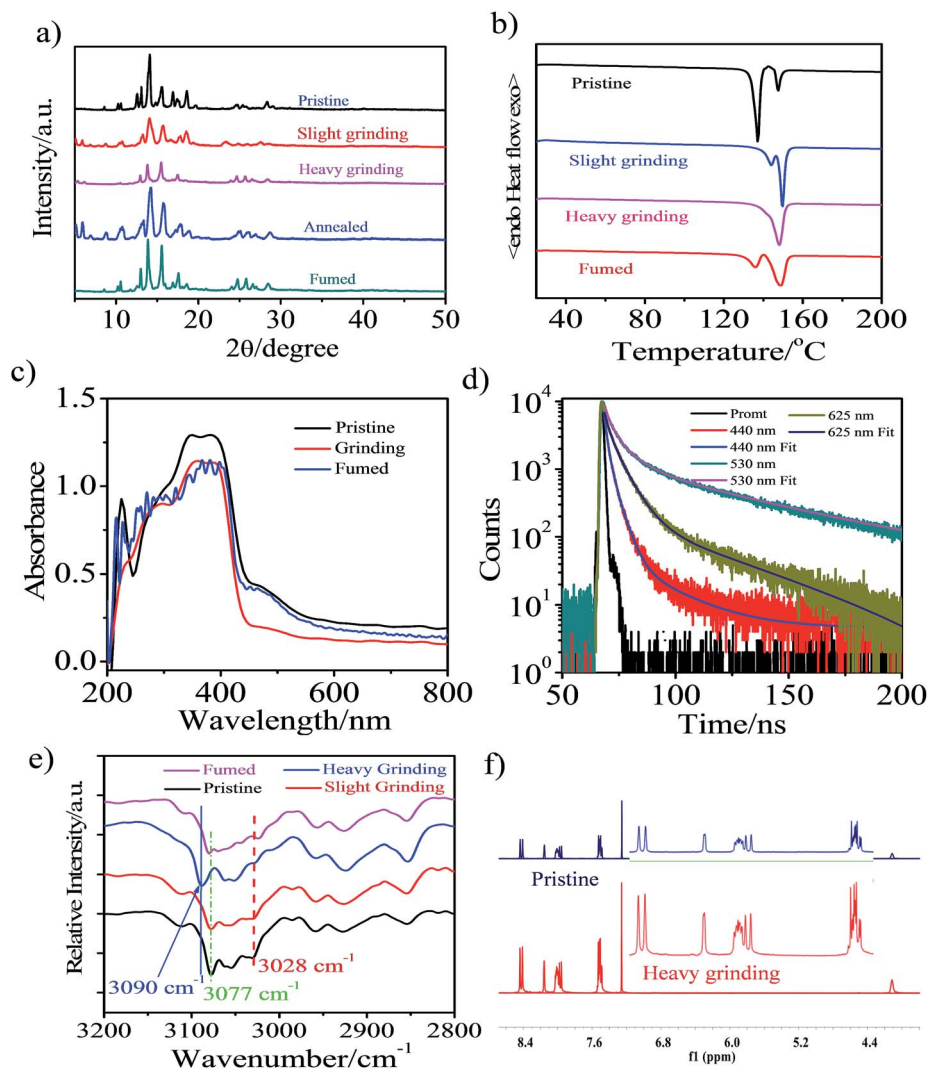 a)
Pristine
Slight grinding
Heavy grinding
Annealed
Fumed
Intensity/a.u.
10 20 30 40 50
2θ/degree
b)
Pristine
Slight grinding
Heavy grinding
Fumed
<endo Heat flow exo>
40 80 120 160 200
Temperature/°C
c)
Pristine
Grinding
Fumed
1.5
1.0
0.5
0.0
Absorbance
200 400 600 800
Wavelength/nm
d)
Promt
440 nm
440 nm Fit
530 nm
530 nm Fit
625 nm
625 nm Fit
10⁴
10³
10²
10¹
10⁰
Counts
50 100 150 200
Time/ns
e)
Fumed
Pristine
Heavy Grinding
Slight Grinding
Relative Intensity/a.u.
3090 cm⁻¹
3077 cm⁻¹
3028 cm⁻¹
3200 3100 3000 2900 2800
Wavenumber/cm⁻¹
f)
Pristine
Heavy grinding
8.4 7.6 6.8 6.0 5.2 4.4
f1 (ppm)